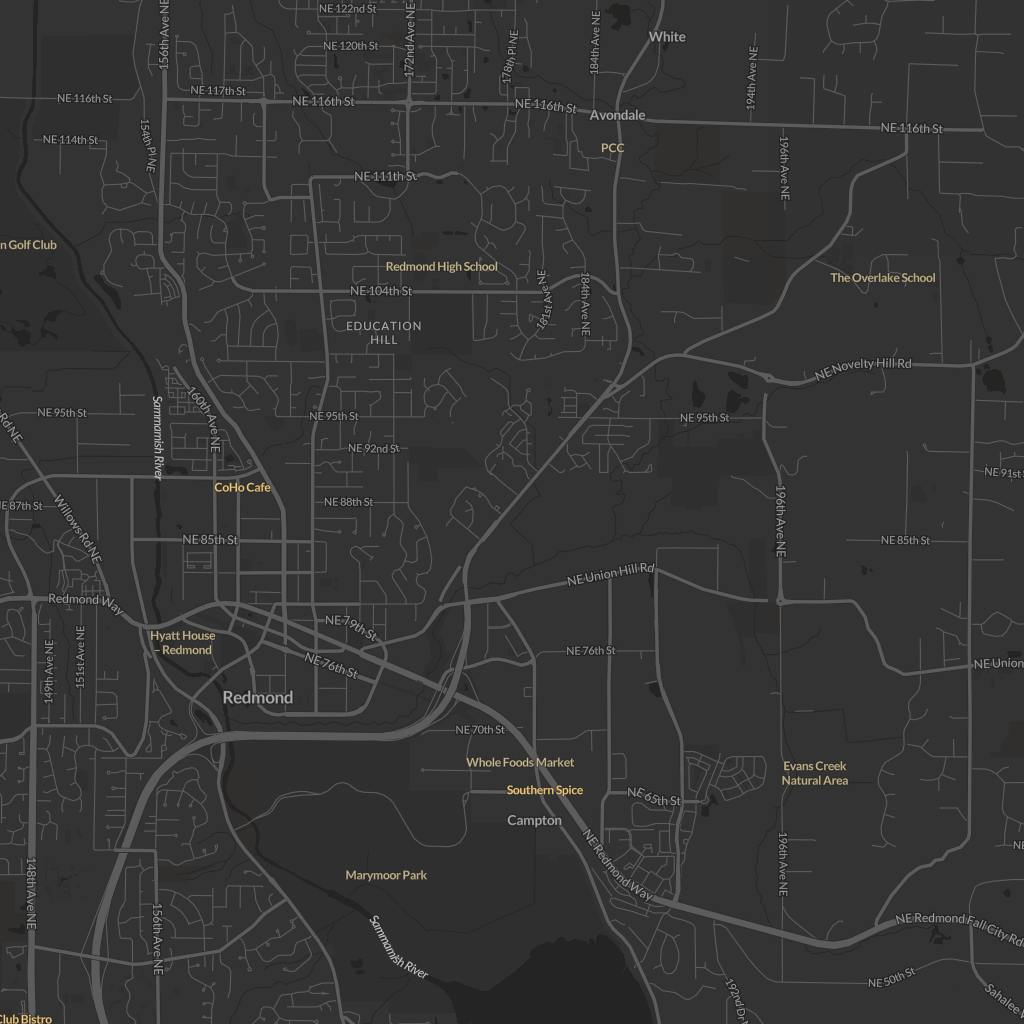 NE 122nd St
156th Ave NE
172nd Ave NE
178th Pl NE
184th Ave NE
White
NE 120th St
194th Ave NE
NE 116th St
NE 117th St
NE 116th St
NE 116th St
Avondale
NE 116th St
NE 114th St
154th Pl NE
PCC
196th Ave NE
NE 111th St
n Golf Club
Redmond High School
The Overlake School
NE 104th St
181st Ave NE
184th Ave NE
EDUCATION
HILL
NE Novelty Hill Rd
Rd NE
NE 95th St
Sammamish River
160th Ave NE
NE 95th St
NE 95th St
NE 92nd St
NE 91st
CoHo Cafe
NE 88th St
NE 87th St
Willows Rd NE
196th Ave NE
NE 85th St
NE 85th St
NE Union Hill Rd
Redmond Way
Hyatt House
– Redmond
NE 79th St
149th Ave NE
151st Ave NE
NE 76th St
NE 76th St
NE Union
Redmond
NE 70th St
Whole Foods Market
Evans Creek
Natural Area
Southern Spice
NE 65th St
Campton
NE Redmond Way
196th Ave NE
NE
148th Ave NE
Marymoor Park
156th Ave NE
Sammamish River
NE Redmond Fall City Rd
NE 50th St
192nd Dr N
Sahalee W
Club Bistro